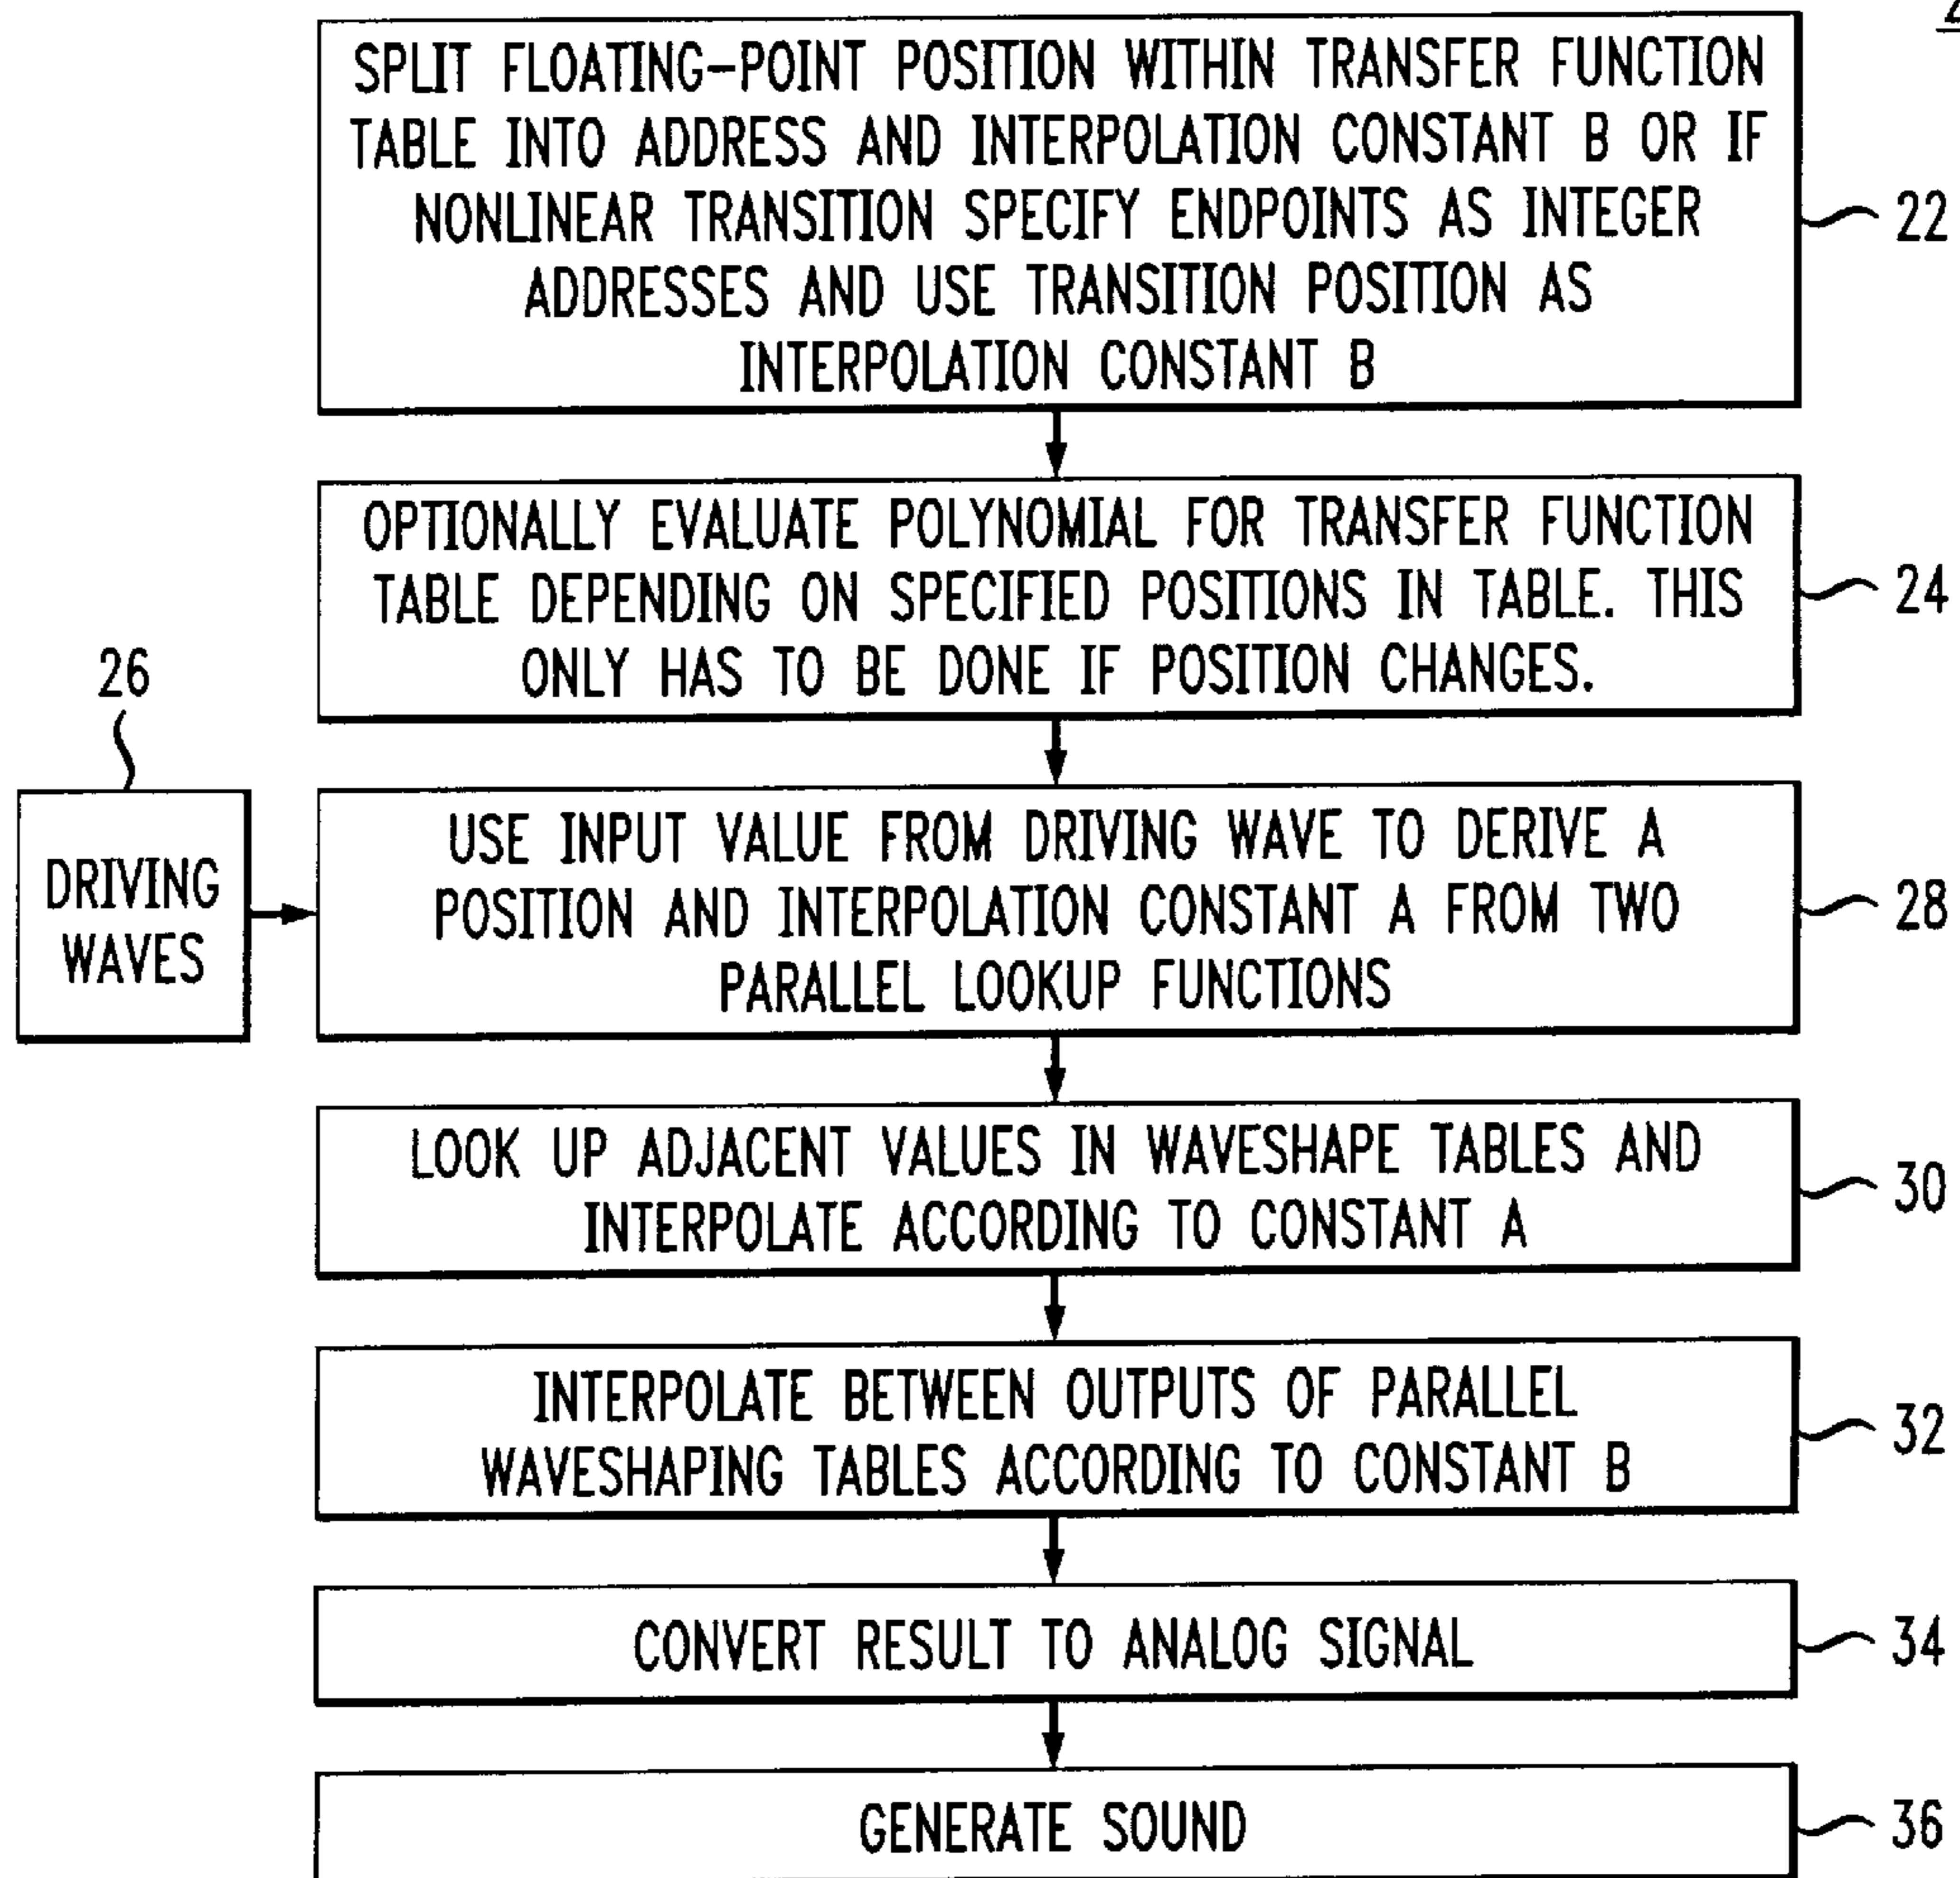 SPLIT FLOATING-POINT POSITION WITHIN TRANSFER FUNCTION
TABLE INTO ADDRESS AND INTERPOLATION CONSTANT B OR IF
NONLINEAR TRANSITION SPECIFY ENDPOINTS AS INTEGER
ADDRESSES AND USE TRANSITION POSITION AS
INTERPOLATION CONSTANT B
22
OPTIONALLY EVALUATE POLYNOMIAL FOR TRANSFER FUNCTION
TABLE DEPENDING ON SPECIFIED POSITIONS IN TABLE. THIS
ONLY HAS TO BE DONE IF POSITION CHANGES.
24
26
DRIVING
WAVES
USE INPUT VALUE FROM DRIVING WAVE TO DERIVE A
POSITION AND INTERPOLATION CONSTANT A FROM TWO
PARALLEL LOOKUP FUNCTIONS
28
LOOK UP ADJACENT VALUES IN WAVESHAPE TABLES AND
INTERPOLATE ACCORDING TO CONSTANT A
30
INTERPOLATE BETWEEN OUTPUTS OF PARALLEL
WAVESHAPING TABLES ACCORDING TO CONSTANT B
32
CONVERT RESULT TO ANALOG SIGNAL
34
GENERATE SOUND
36